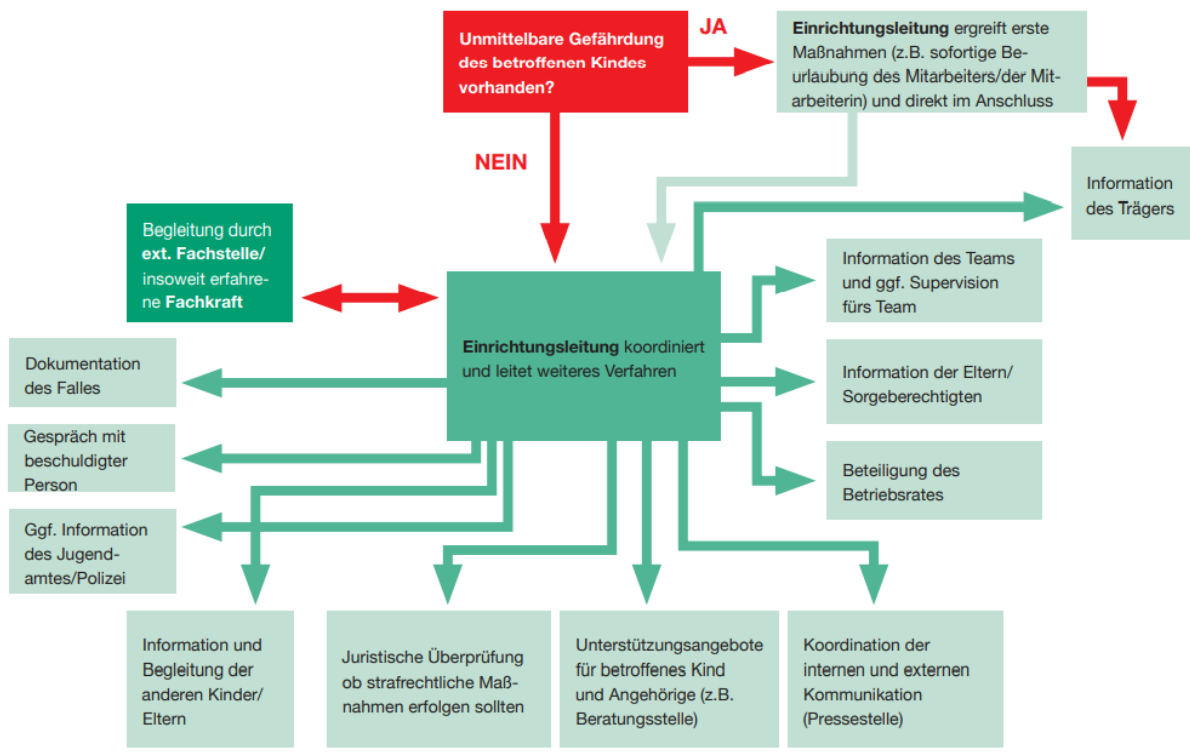 Unmittelbare Gefährdung
des betroffenen Kindes
vorhanden?
JA
Einrichtungsleitung ergreift erste
Maßnahmen (z.B. sofortige Be-
urlaubung des Mitarbeiters/der Mit-
arbeiterin) und direkt im Anschluss
NEIN
Information
des Trägers
Begleitung durch
ext. Fachstelle/
insoweit erfahre-
ne Fachkraft
Information des Teams
und ggf. Supervision
fürs Team
Einrichtungsleitung koordiniert
und leitet weiteres Verfahren
Dokumentation
des Falles
Information der Eltern/
Sorgeberechtigten
Gespräch mit
beschuldigter
Person
Beteiligung des
Betriebsrates
Ggf. Information
des Jugend-
amtes/Polizei
Information und
Begleitung der
anderen Kinder/
Eltern
Juristische Überprüfung
ob strafrechtliche Maß-
nahmen erfolgen sollten
Unterstützungsangebote
für betroffenes Kind
und Angehörige (z.B.
Beratungsstelle)
Koordination der
internen und externen
Kommunikation
(Pressestelle)